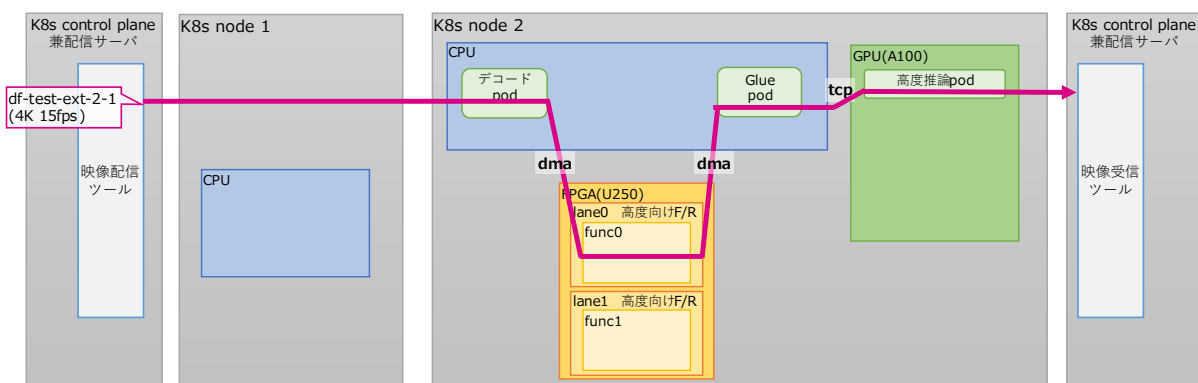 K8s control plane
兼配信サーバ
df-test-ext-2-1
(4K 15fps)
映像配信
ツール
K8s node 1
CPU
K8s node 2
CPU
デコード
pod
Glue
pod
dma
dma
tcp
GPU(A100)
高度推論pod
FPGA(U250)
lane0 高度向けF/R
func0
lane1 高度向けF/R
func1
K8s control plane
兼配信サーバ
映像受信
ツール